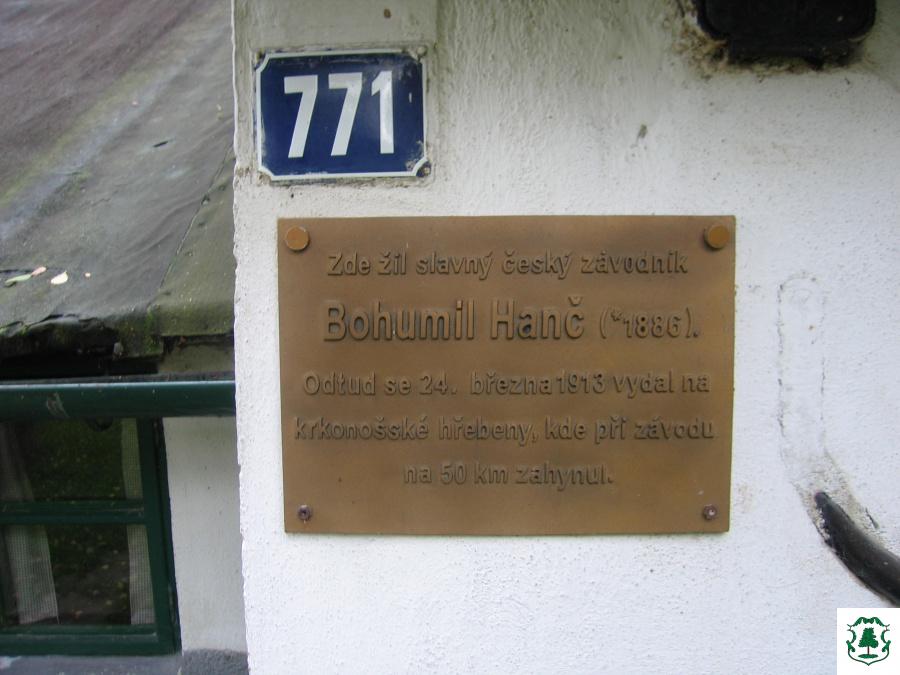 771
Zde žil slavný český závodník
Bohumil Hanč (*1886).
Odtud se 24. března 1913 vydal na
krkonošské hřebeny, kde při závodu
na 50 km zahynul.